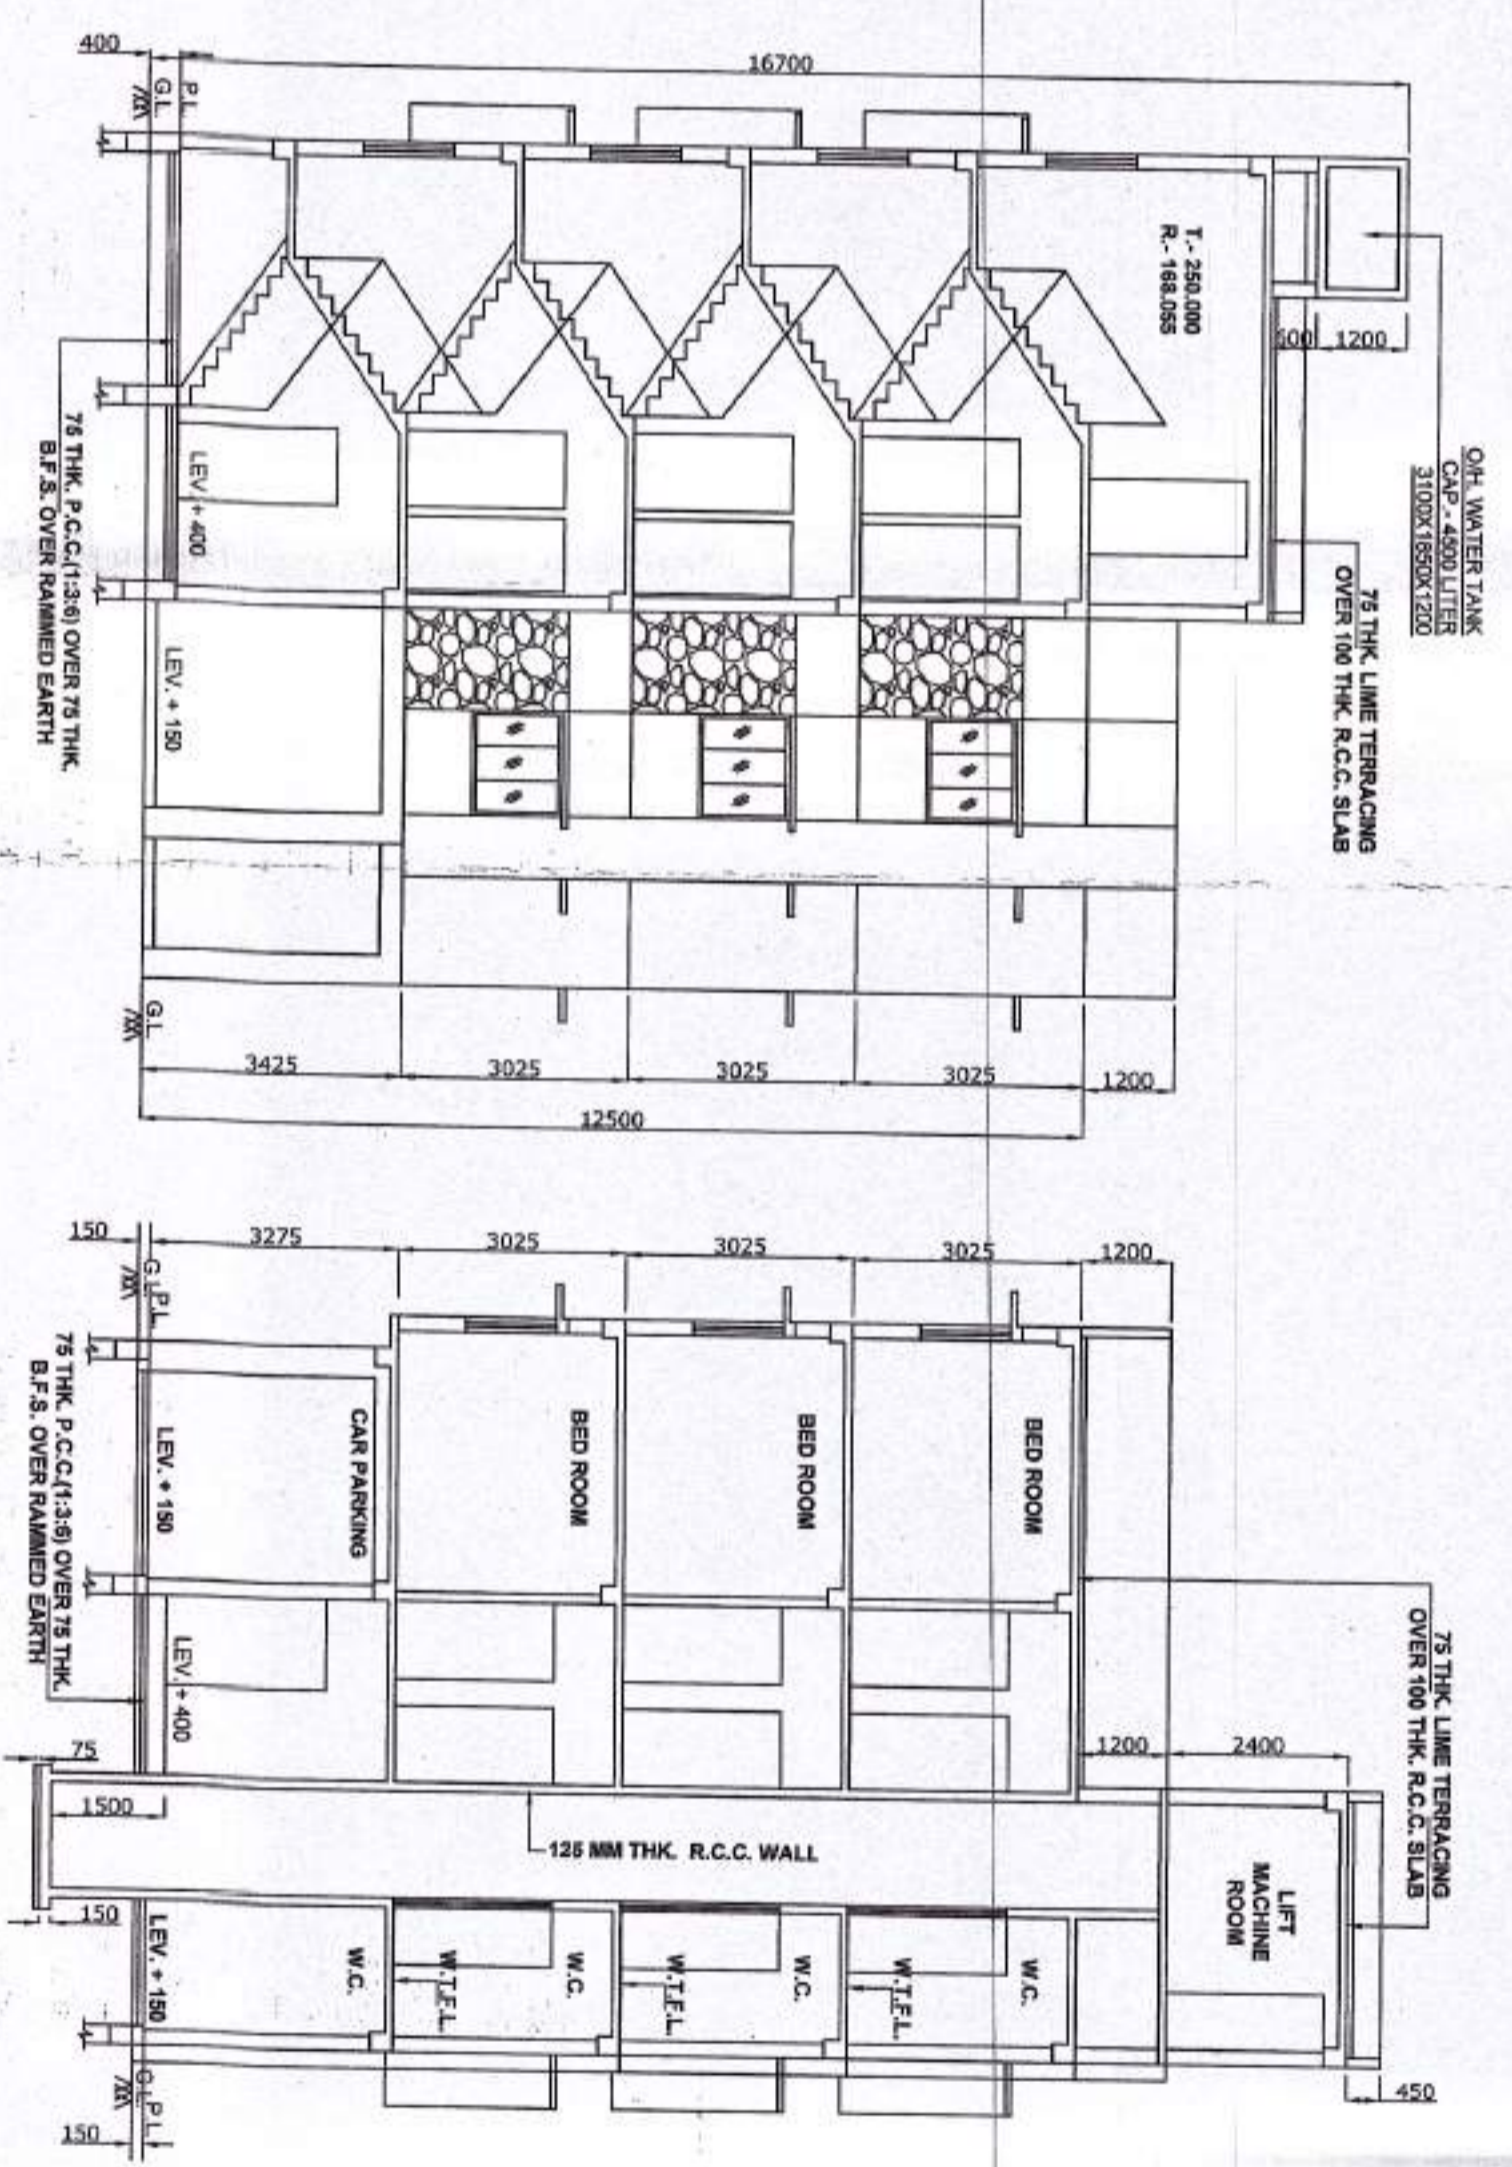 O/H. WATER TANK
CAP.- 4500 LITER
3100X1650X1200
75 THK. LIME TERRACING
OVER 100 THK. R.C.C. SLAB
600
1200
T.- 250.000
R.- 168.055
16700
400
P.L
G.L
LEV. + 400
LEV. + 150
75 THK. P.C.C.(1:3:6) OVER 75 THK.
B.F.S. OVER RAMMED EARTH
G.L
3425
3025
3025
3025
1200
12500
75 THK. LIME TERRACING
OVER 100 THK. R.C.C. SLAB
LIFT
MACHINE
ROOM
450
2400
1200
1200
3025
3025
3025
3275
150
G.L
P.L.
BED ROOM
BED ROOM
BED ROOM
CAR PARKING
LEV. + 150
LEV. + 400
75 THK. P.C.C.(1:3:6) OVER 75 THK.
B.F.S. OVER RAMMED EARTH
125 MM THK. R.C.C. WALL
W.C.
W.T.F.L.
W.C.
W.T.F.L.
W.C.
W.T.F.L.
W.C.
LEV. + 150
75
1500
150
G.L
P.L
150